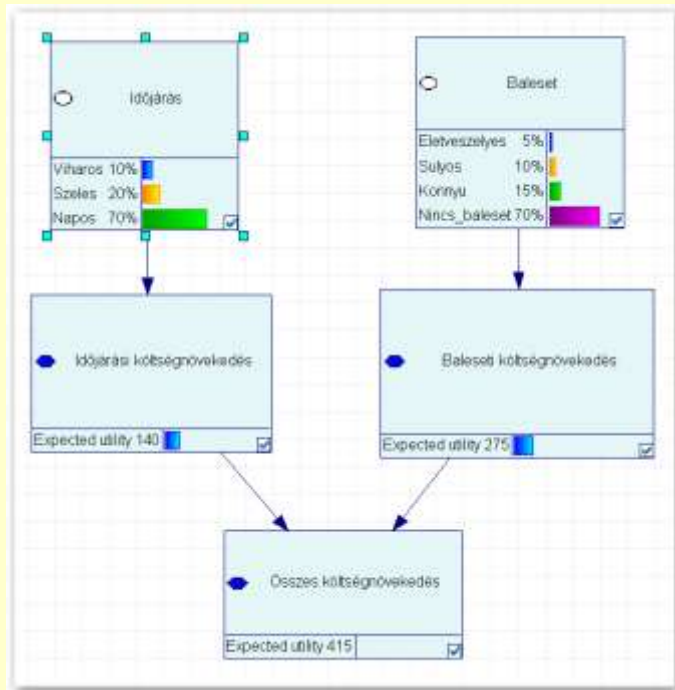 Időjárás
Viharos 10%
Szeles 20%
Napos 70%
Baleset
Eletveszelyes 5%
Sulyos 10%
Konnyu 15%
Nincs_baleset 70%
Időjárási költségnövekedés
Expected utility 140
Baleseti költségnövekedés
Expected utility 275
Összes költségnövekedés
Expected utility 415